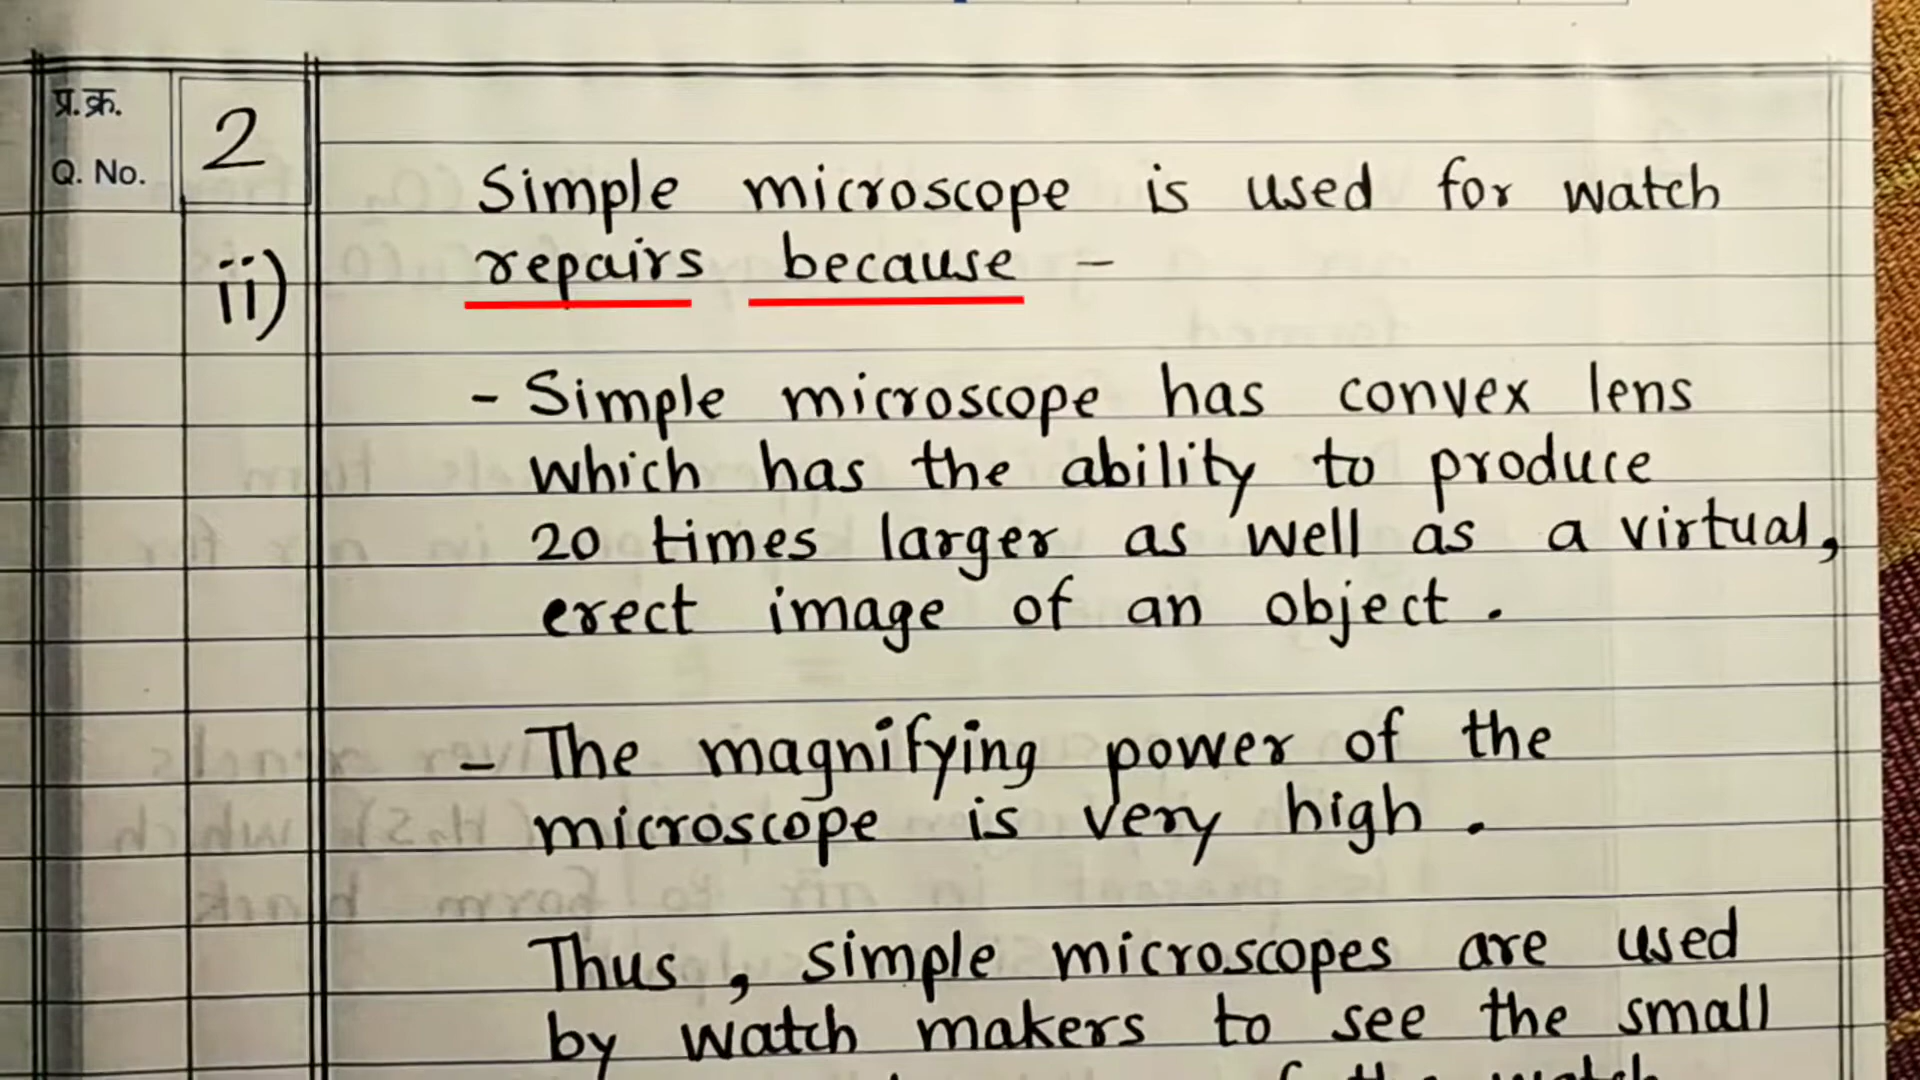 प्र.क्र.
Q. No.
2
ii)
Simple microscope is used for watch
repairs because -
- Simple microscope has convex lens
which has the ability to produce
20 times larger as well as a virtual,
erect image of an object.
- The magnifying power of the
microscope is very high.
Thus, simple microscopes are used
by watch makers to see the small